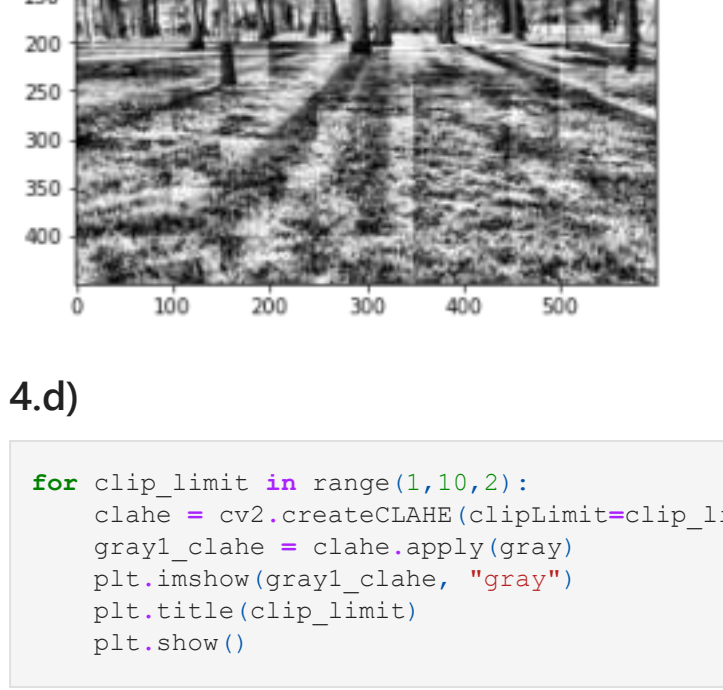 200
250
300
350
400
0 100 200 300 400 500
4.d)
for clip_limit in range(1,10,2):
    clahe = cv2.createCLAHE(clipLimit=clip_li
    gray1_clahe = clahe.apply(gray)
    plt.imshow(gray1_clahe, "gray")
    plt.title(clip_limit)
    plt.show()